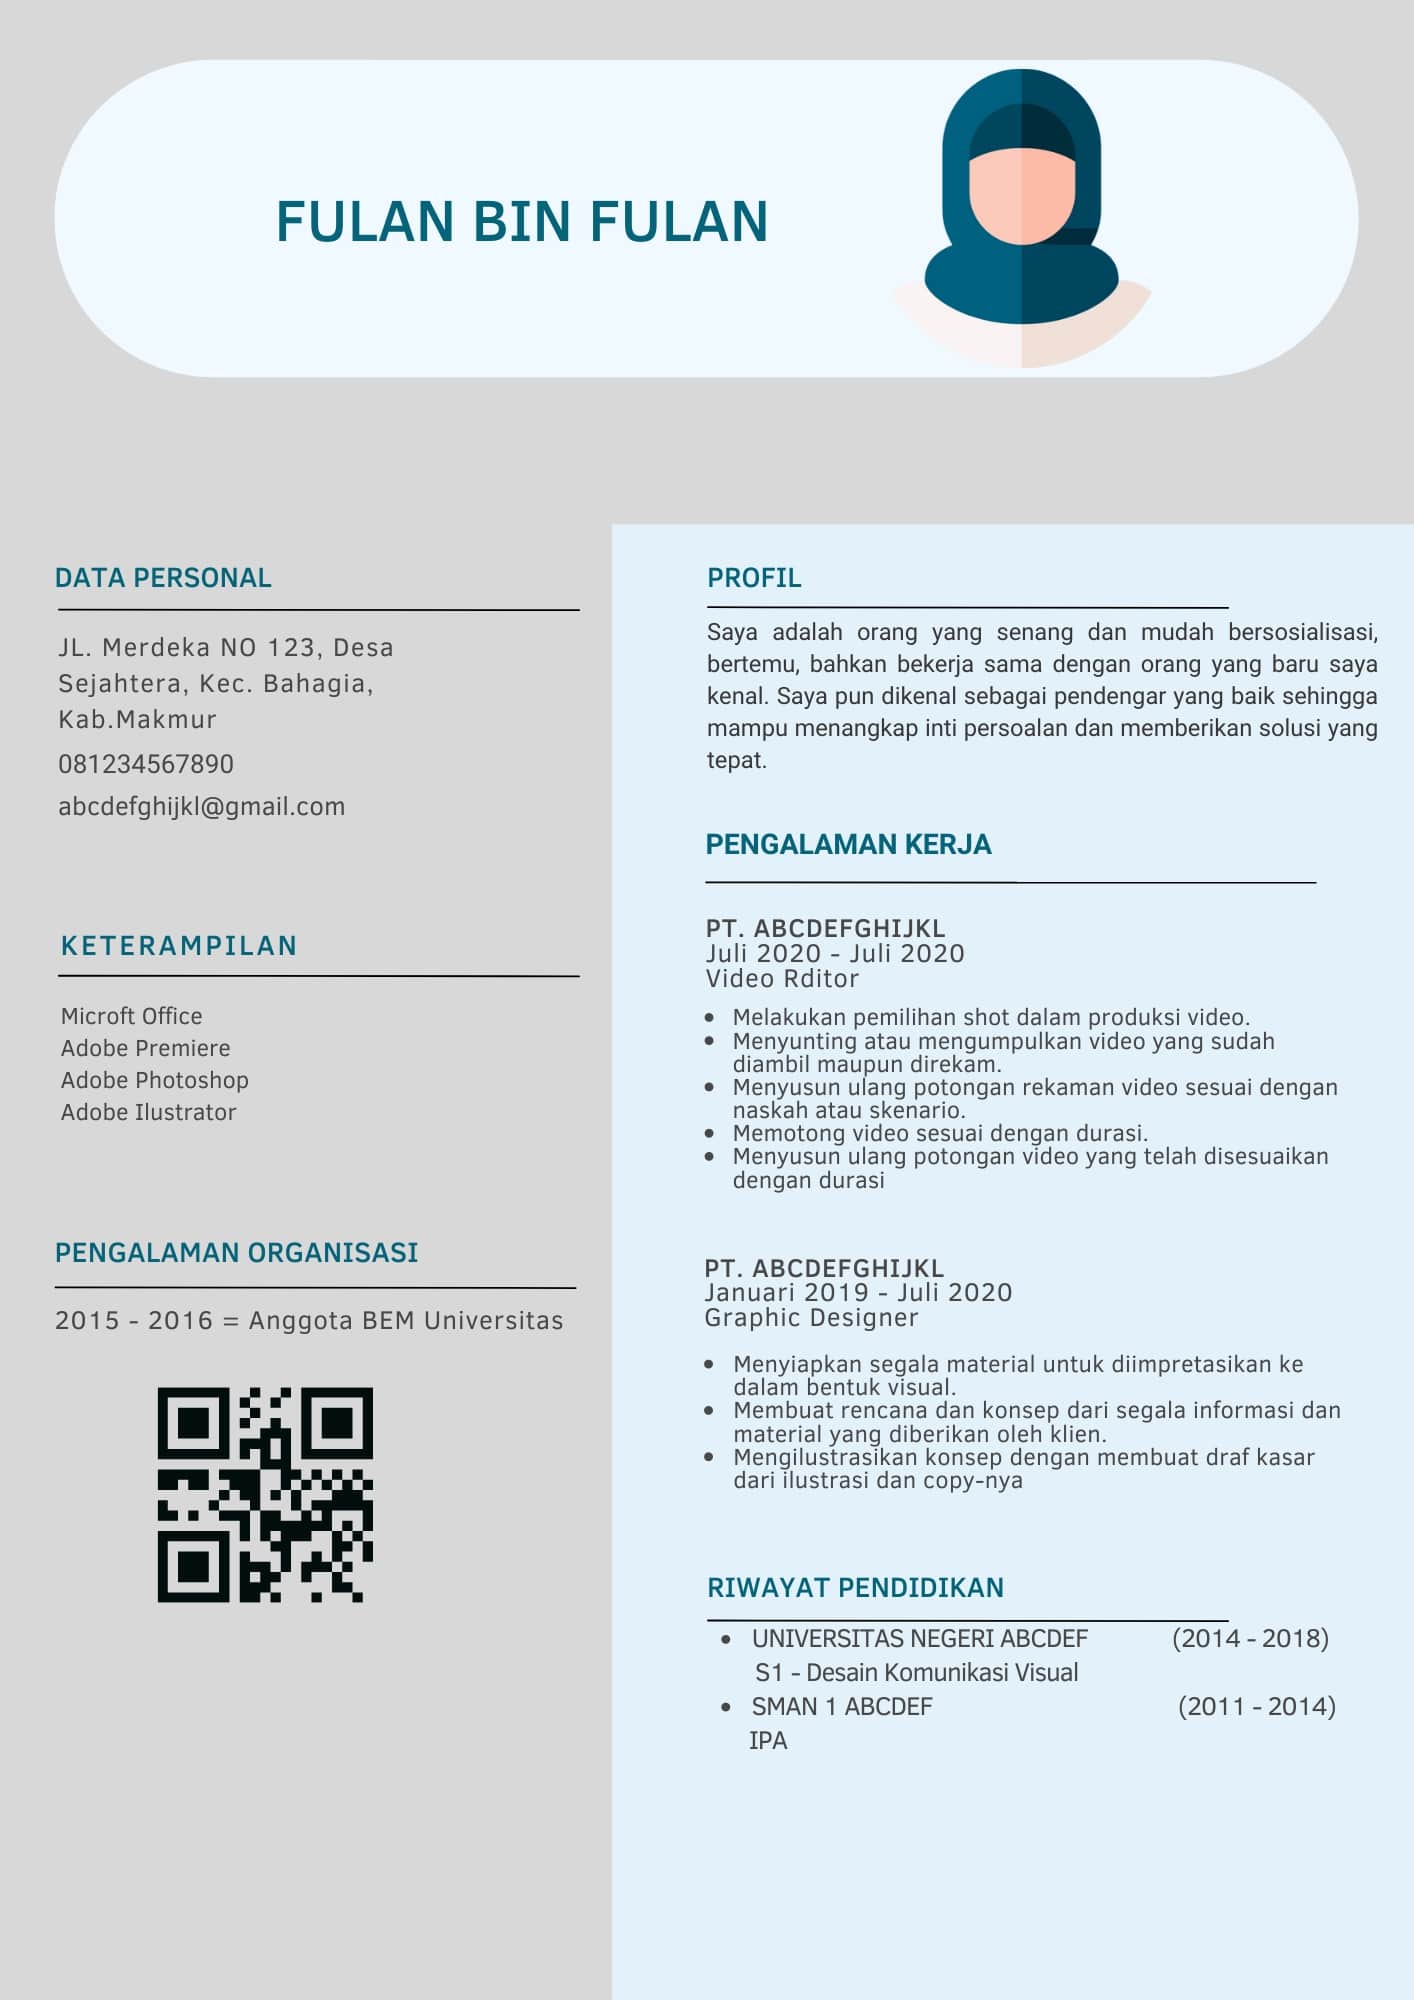 FULAN BIN FULAN
DATA PERSONAL
JL. Merdeka NO 123, Desa
Sejahtera, Kec. Bahagia,
Kab.Makmur
081234567890
abcdefghijkl@gmail.com
KETERAMPILAN
Microft Office
Adobe Premiere
Adobe Photoshop
Adobe Ilustrator
PENGALAMAN ORGANISASI
2015 - 2016 = Anggota BEM Universitas
PROFIL
Saya adalah orang yang senang dan mudah bersosialisasi,
bertemu, bahkan bekerja sama dengan orang yang baru saya
kenal. Saya pun dikenal sebagai pendengar yang baik sehingga
mampu menangkap inti persoalan dan memberikan solusi yang
tepat.
PENGALAMAN KERJA
PT. ABCDEFGHIJKL
Juli 2020 - Juli 2020
Video Rditor
• Melakukan pemilihan shot dalam produksi video.
• Menyunting atau mengumpulkan video yang sudah
diambil maupun direkam.
• Menyusun ulang potongan rekaman video sesuai dengan
naskah atau skenario.
• Memotong video sesuai dengan durasi.
• Menyusun ulang potongan video yang telah disesuaikan
dengan durasi
PT. ABCDEFGHIJKL
Januari 2019 - Juli 2020
Graphic Designer
• Menyiapkan segala material untuk diimpretasikan ke
dalam bentuk visual.
• Membuat rencana dan konsep dari segala informasi dan
material yang diberikan oleh klien.
• Mengilustrasikan konsep dengan membuat draf kasar
dari ilustrasi dan copy-nya
RIWAYAT PENDIDIKAN
• UNIVERSITAS NEGERI ABCDEF (2014 - 2018)
S1 - Desain Komunikasi Visual
• SMAN 1 ABCDEF (2011 - 2014)
IPA